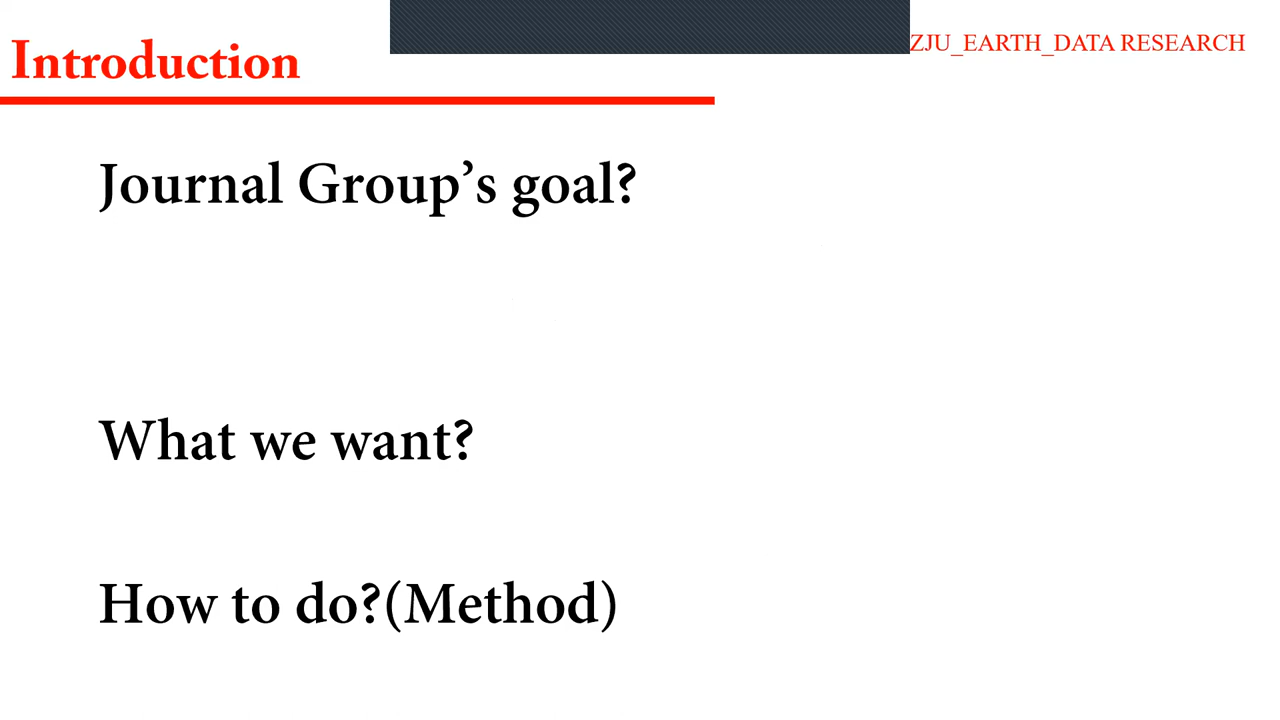 Introduction
ZJU_EARTH_DATA RESEARCH
Journal Group’s goal?
What we want?
How to do?(Method)